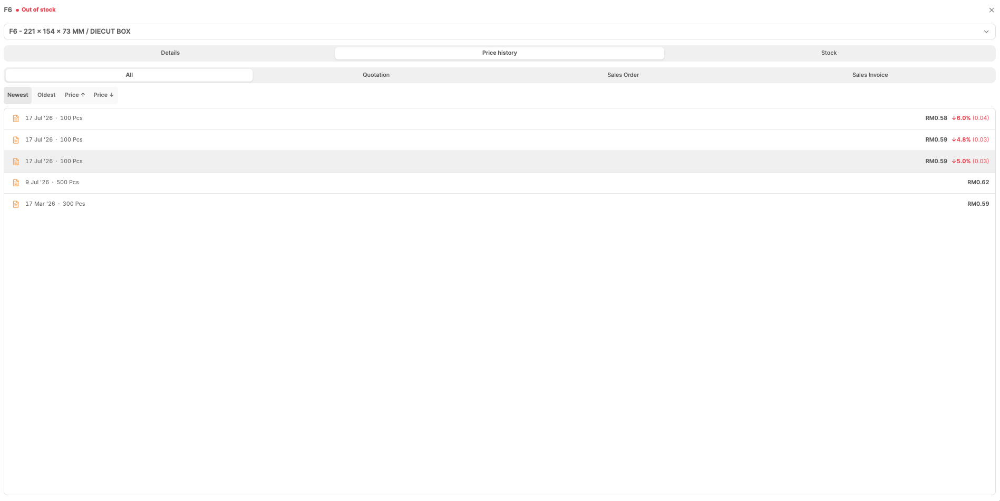 F6 • Out of stock
F6 - 221 × 154 × 73 MM / DIECUT BOX
Details Price history Stock
All Quotation Sales Order Sales Invoice
Newest Oldest Price ↑ Price ↓
17 Jul '26 · 100 Pcs RM0.58 ↓6.0% (0.04)
17 Jul '26 · 100 Pcs RM0.59 ↓4.8% (0.03)
17 Jul '26 · 100 Pcs RM0.59 ↓5.0% (0.03)
9 Jul '26 · 500 Pcs RM0.62
17 Mar '26 · 300 Pcs RM0.59